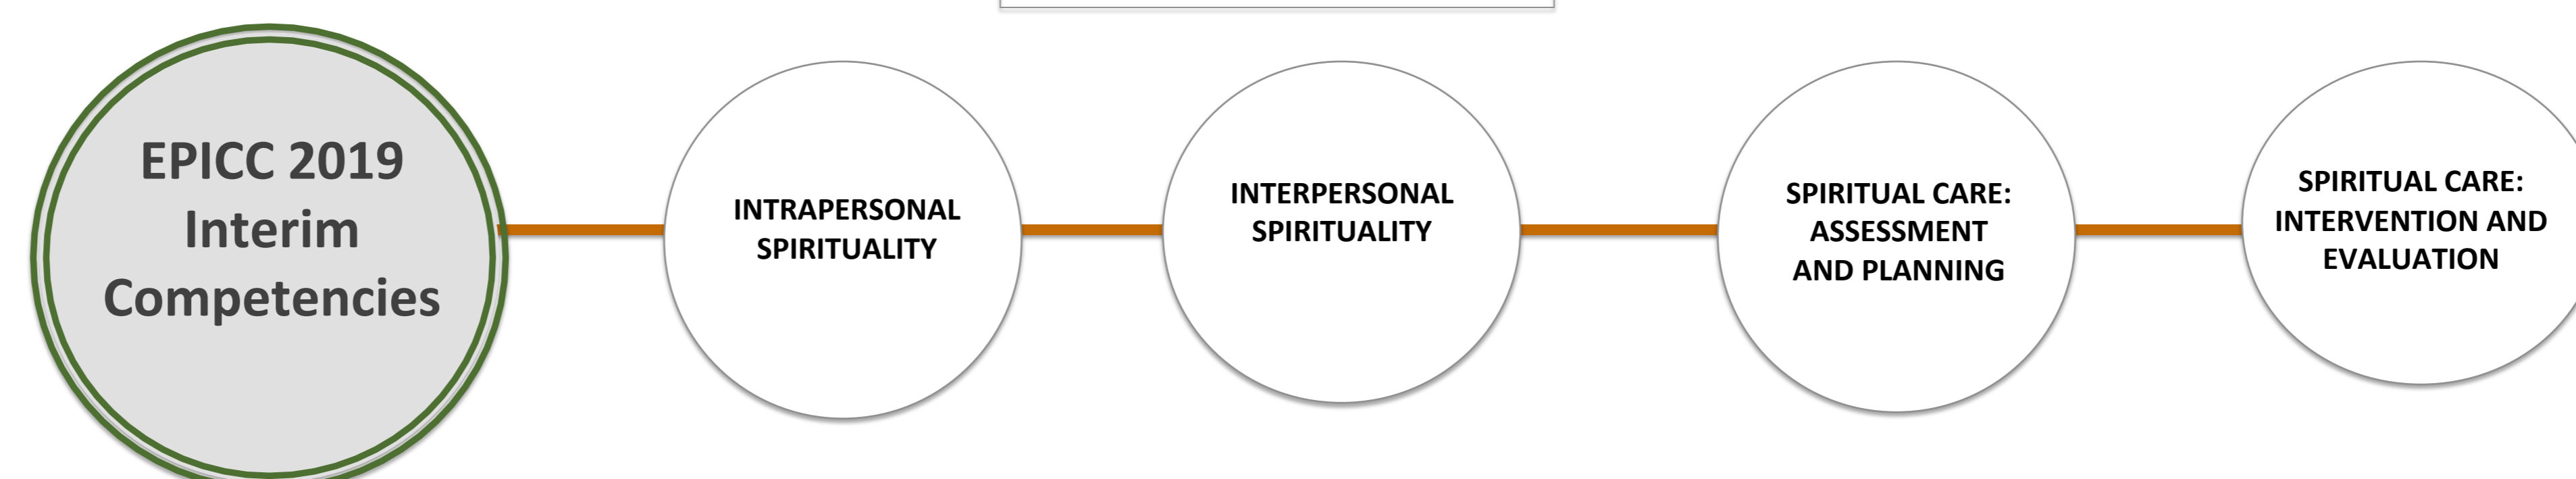 EPICC 2019
Interim
Competencies
INTRAPERSONAL
SPIRITUALITY
INTERPERSONAL
SPIRITUALITY
SPIRITUAL CARE:
ASSESSMENT
AND PLANNING
SPIRITUAL CARE:
INTERVENTION AND
EVALUATION